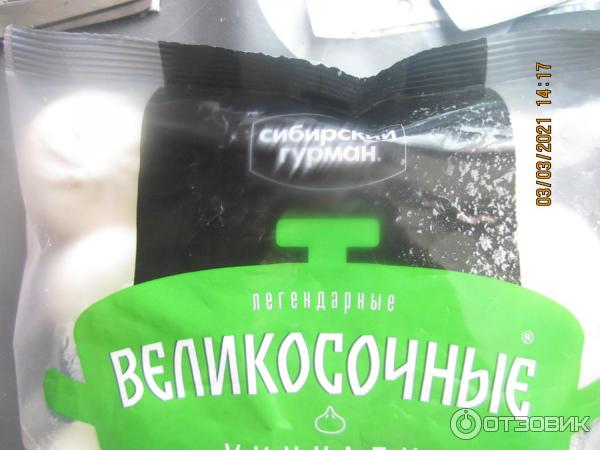 сибирский
гурман
легендарные
ВЕЛИКОСОЧНЫЕ®
03/03/2021 14:17
ОТЗОВИК